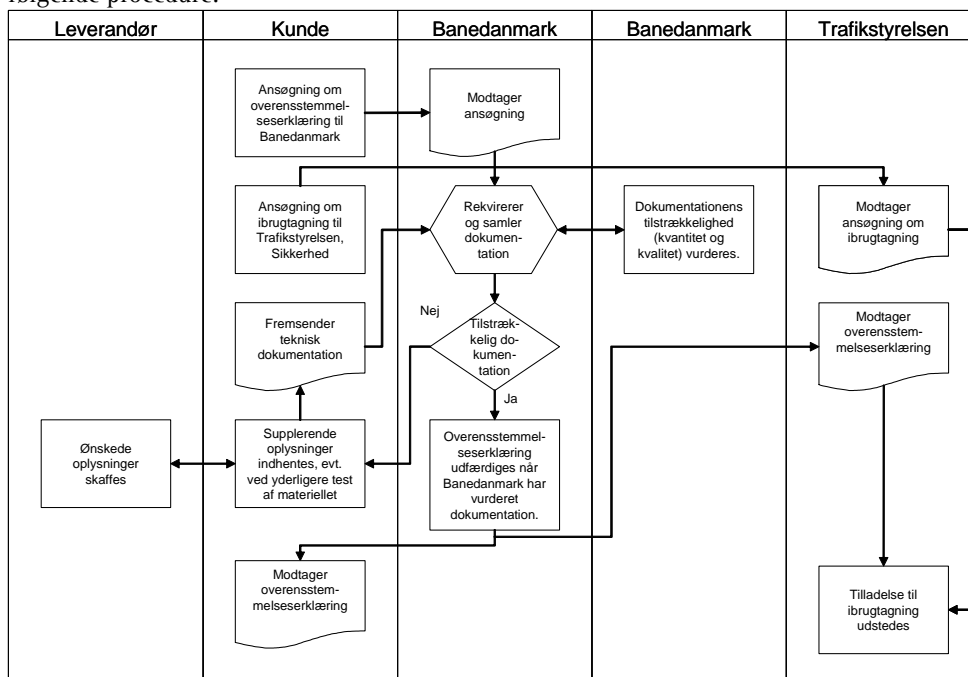 følgende procedure:
Leverandør
Kunde
Banedanmark
Banedanmark
Trafikstyrelsen
Ansøgning om
overensstemmel-
seserklæring til
Banedanmark
Modtager
ansøgning
Ansøgning om
ibrugtagning til
Trafikstyrelsen,
Sikkerhed
Rekvirerer
og samler
dokumen-
tation
Dokumentationens
tilstrækkelighed
(kvantitet og
kvalitet) vurderes.
Modtager
ansøgning om
ibrugtagning
Fremsender
teknisk
dokumentation
Nej
Tilstræk-
kelig do-
kumen-
tation
Ja
Modtager
overensstem-
melseserklæring
Ønskede
oplysninger
skaffes
Supplerende
oplysninger
indhentes, evt.
ved yderligere test
af materiellet
Overensstemmel-
seserklæring
udfærdiges når
Banedanmark har
vurderet
dokumentation.
Modtager
overensstem-
melseserklæring
Tilladelse til
ibrugtagning
udstedes